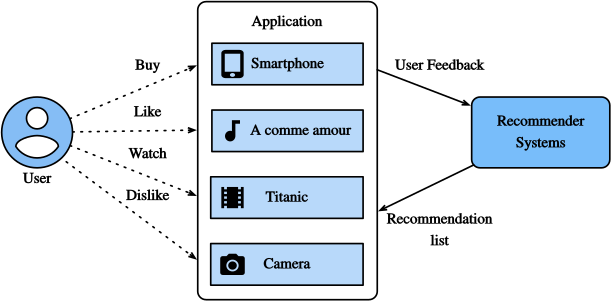 Application
Buy
Smartphone
User Feedback
Like
A comme amour
Recommender
Systems
Watch
User
Dislike
Titanic
Recommendation
list
Camera